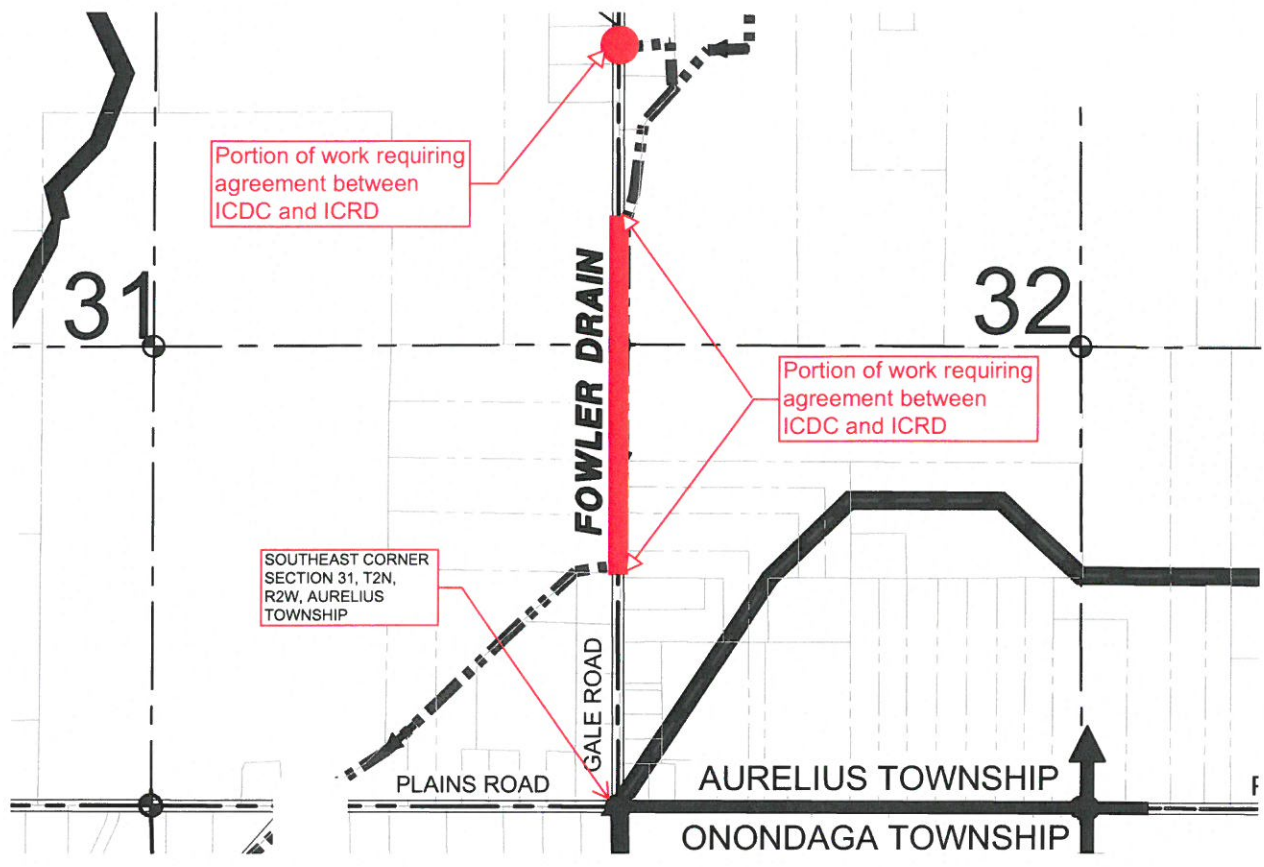 Portion of work requiring
agreement between
ICDC and ICRD
31
32
FOWLER DRAIN
Portion of work requiring
agreement between
ICDC and ICRD
SOUTHEAST CORNER
SECTION 31, T2N,
R2W, AURELIUS
TOWNSHIP
GALE ROAD
PLAINS ROAD
AURELIUS TOWNSHIP
ONONDAGA TOWNSHIP